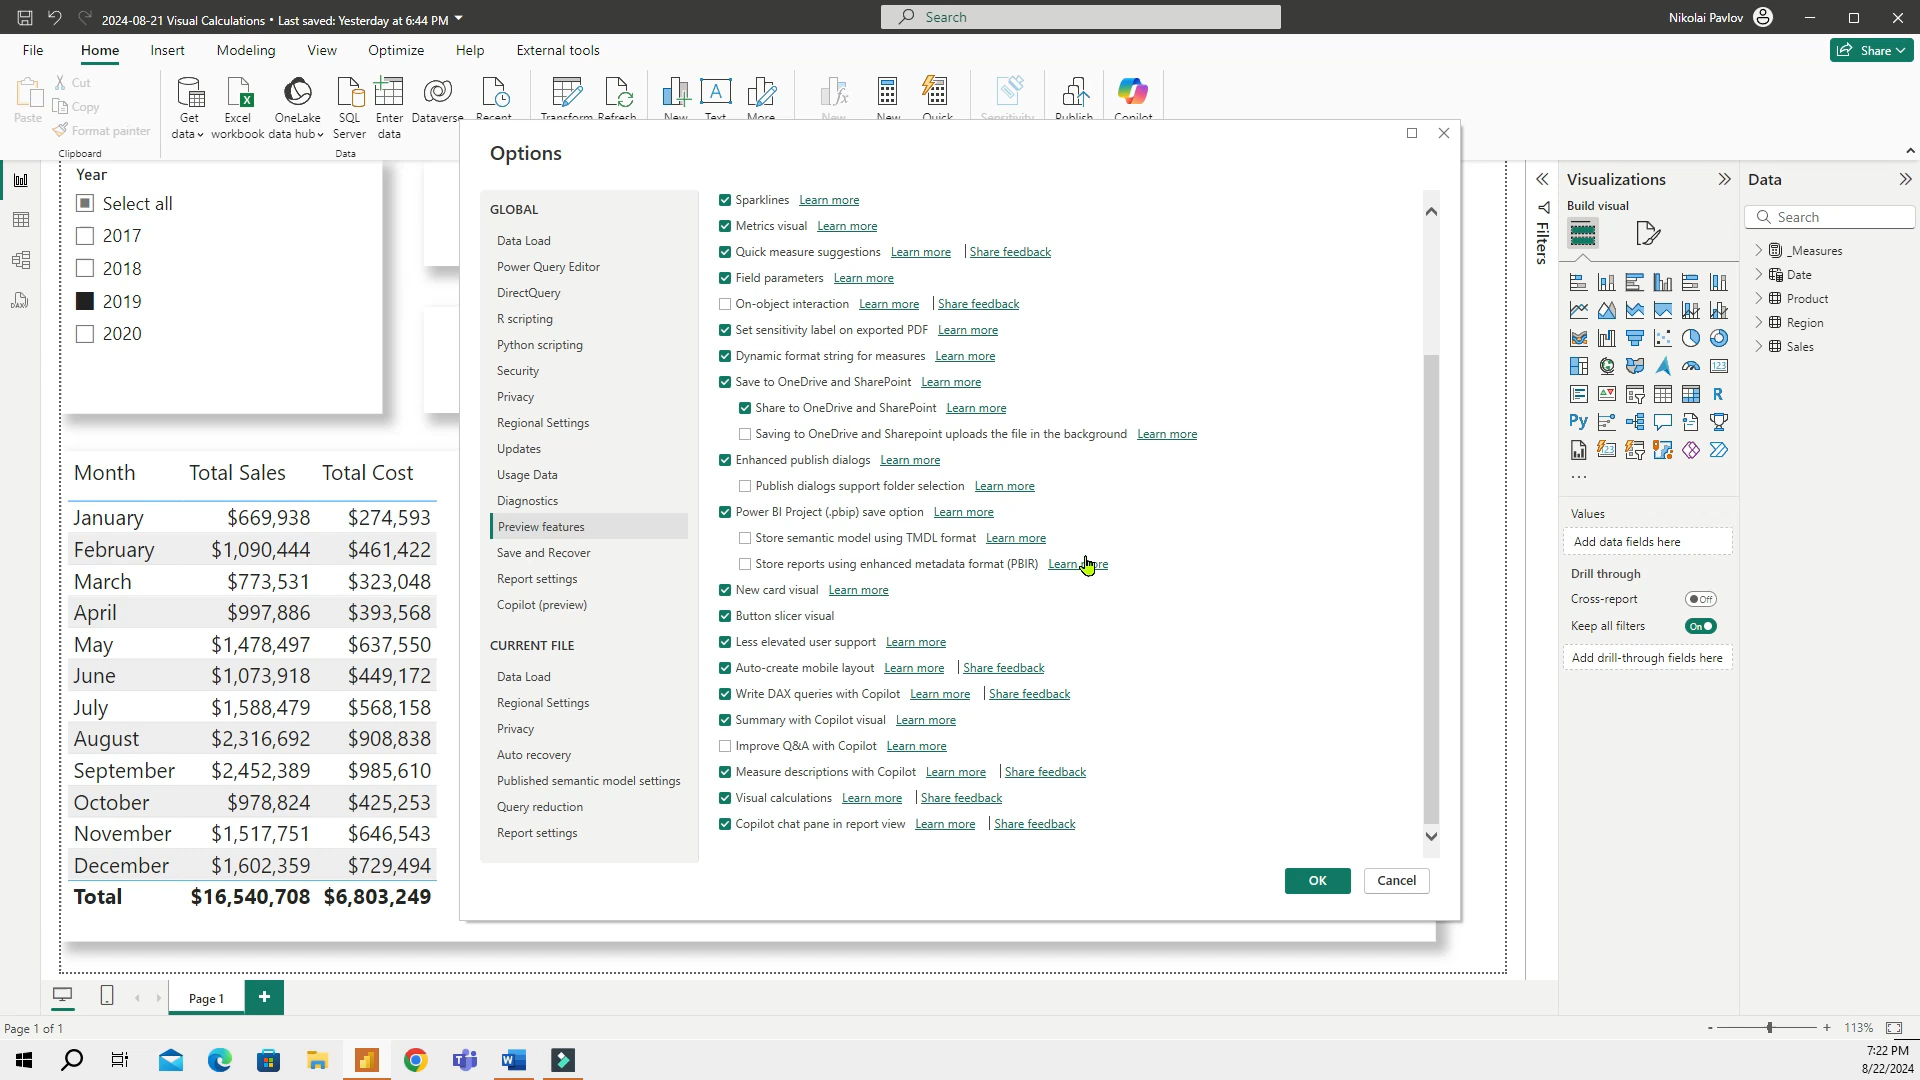 2024-08-21 Visual Calculations • Last saved: Yesterday at 6:44 PM
Search
Nikolai Pavlov
File Home Insert Modeling View Optimize Help External tools
Share
Paste
Cut
Copy
Format painter
Clipboard
Get data
Excel workbook
OneLake data hub
SQL Server
Enter data
Dataverse
Recent
Data
Transform Refresh
New Text More
New New Quick
Sensitivity
Publish
Copilot
Year
Select all
2017
2018
2019
2020
Month Total Sales Total Cost
January $669,938 $274,593
February $1,090,444 $461,422
March $773,531 $323,048
April $997,886 $393,568
May $1,478,497 $637,550
June $1,073,918 $449,172
July $1,588,479 $568,158
August $2,316,692 $908,838
September $2,452,389 $985,610
October $978,824 $425,253
November $1,517,751 $646,543
December $1,602,359 $729,494
Total $16,540,708 $6,803,249
Options
GLOBAL
Data Load
Power Query Editor
DirectQuery
R scripting
Python scripting
Security
Privacy
Regional Settings
Updates
Usage Data
Diagnostics
Preview features
Save and Recover
Report settings
Copilot (preview)
CURRENT FILE
Data Load
Regional Settings
Privacy
Auto recovery
Published semantic model settings
Query reduction
Report settings
Sparklines Learn more
Metrics visual Learn more
Quick measure suggestions Learn more | Share feedback
Field parameters Learn more
On-object interaction Learn more | Share feedback
Set sensitivity label on exported PDF Learn more
Dynamic format string for measures Learn more
Save to OneDrive and SharePoint Learn more
Share to OneDrive and SharePoint Learn more
Saving to OneDrive and Sharepoint uploads the file in the background Learn more
Enhanced publish dialogs Learn more
Publish dialogs support folder selection Learn more
Power BI Project (.pbip) save option Learn more
Store semantic model using TMDL format Learn more
Store reports using enhanced metadata format (PBIR) Learn more
New card visual Learn more
Button slicer visual
Less elevated user support Learn more
Auto-create mobile layout Learn more | Share feedback
Write DAX queries with Copilot Learn more | Share feedback
Summary with Copilot visual Learn more
Improve Q&A with Copilot Learn more
Measure descriptions with Copilot Learn more | Share feedback
Visual calculations Learn more | Share feedback
Copilot chat pane in report view Learn more | Share feedback
OK Cancel
Filters
Visualizations
Build visual
R
Py
123
...
Values
Add data fields here
Drill through
Cross-report Off
Keep all filters On
Add drill-through fields here
Data
Search
_Measures
Date
Product
Region
Sales
Page 1 +
Page 1 of 1
- + 113%
7:22 PM
8/22/2024